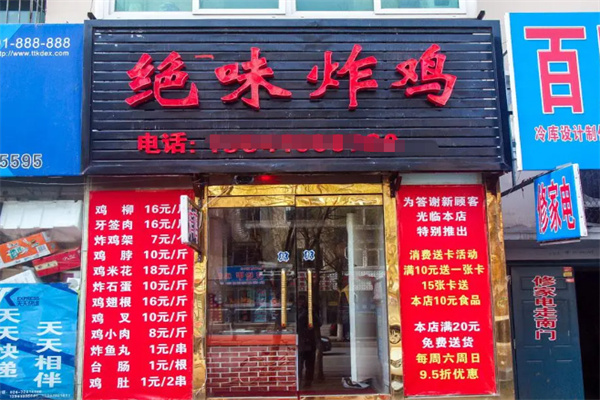 1-888-888
www.ttkdex.com
5595
天天快递
天天相伴
绝味炸鸡
电话:
鸡柳 16元/斤
牙签肉 16元/斤
炸鸡架 7元/个
鸡脖 10元/斤
鸡米花 18元/斤
炸石蛋 10元/斤
鸡翅根 16元/斤
鸡叉 10元/斤
鸡小肉 8元/斤
炸鱼丸 1元/串
台肠 1元/根
鸡肚 1元/2串
为答谢新顾客
光临本店
特别推出
消费送卡活动
满10元送一张卡
15张卡送
本店10元食品
本店满20元
免费送货
每周六周日
9.5折优惠
百
冷库设计制
修家电
修家电走南门